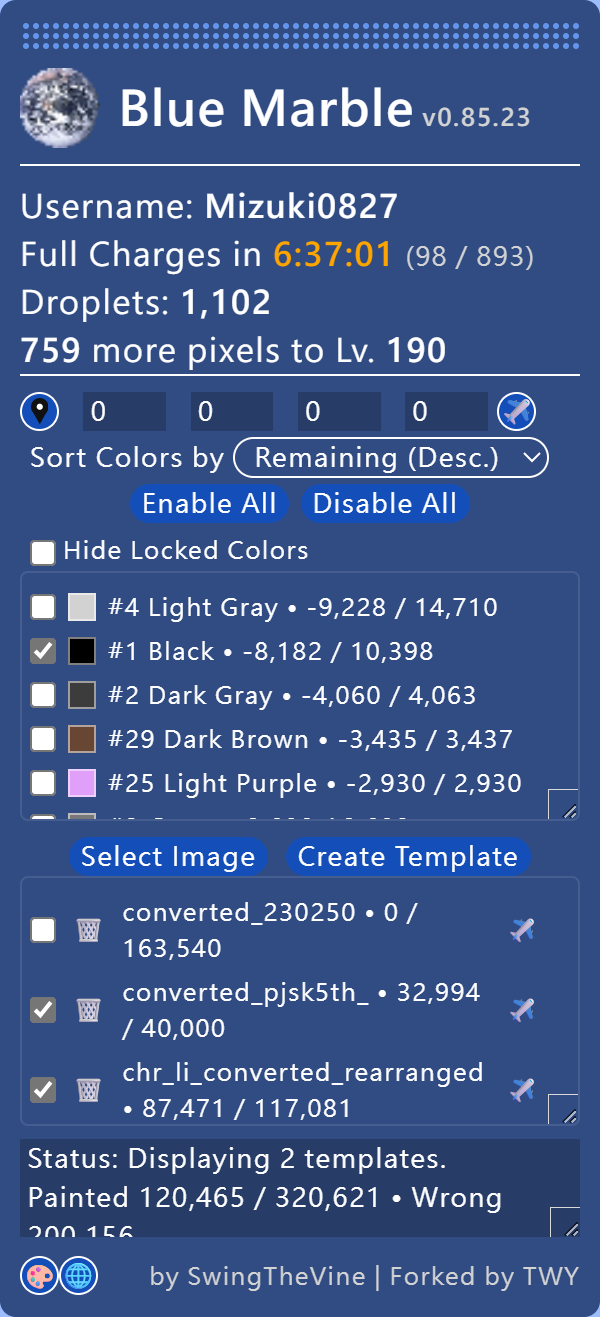 Blue Marble v0.85.23
Username: Mizuki0827
Full Charges in 6:37:01 (98 / 893)
Droplets: 1,102
759 more pixels to Lv. 190
0 0 0 0
Sort Colors by Remaining (Desc.)
Enable All Disable All
Hide Locked Colors
#4 Light Gray • -9,228 / 14,710
#1 Black • -8,182 / 10,398
#2 Dark Gray • -4,060 / 4,063
#29 Dark Brown • -3,435 / 3,437
#25 Light Purple • -2,930 / 2,930
Select Image Create Template
converted_230250 • 0 /
163,540
converted_pjsk5th_ • 32,994
/ 40,000
chr_li_converted_rearranged
• 87,471 / 117,081
Status: Displaying 2 templates.
Painted 120,465 / 320,621 • Wrong
200,156
by SwingTheVine | Forked by TWY